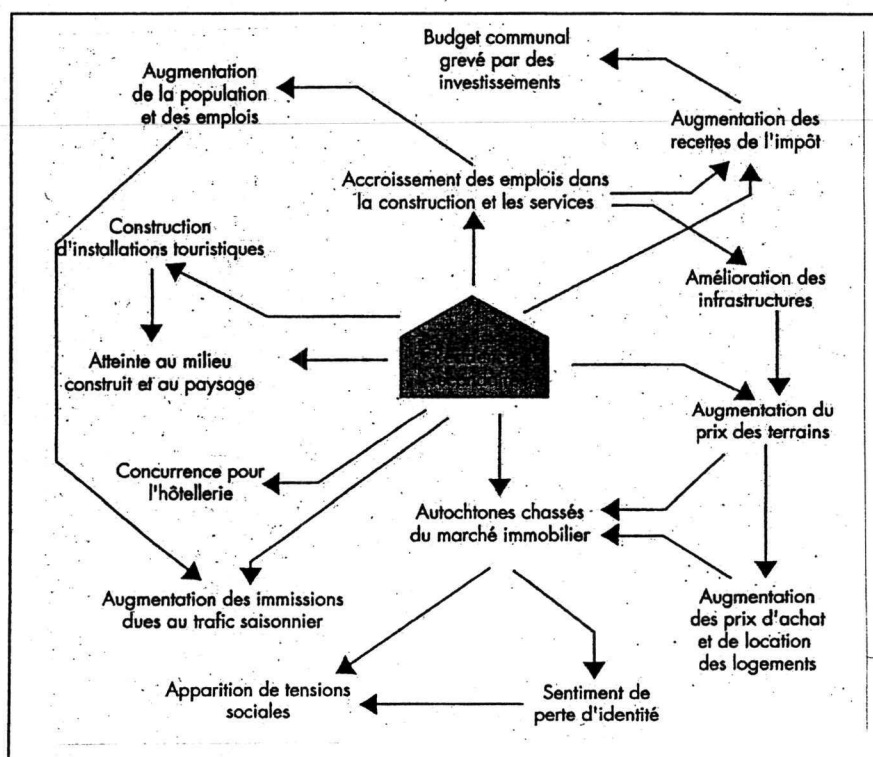 Budget communal
grevé par des
investissements
Augmentation
de la population
et des emplois
Augmentation des
recettes de l'impôt
Accroissement des emplois dans
la construction et les services
Construction
d'installations touristiques
Amélioration des
infrastructures
Atteinte au milieu
construit et au paysage
Augmentation du
prix des terrains
Concurrence pour
l'hôtellerie
Autochtones chassés
du marché immobilier
Augmentation des immissions
dues au trafic saisonnier
Augmentation
des prix d'achat
et de location
des logements
Apparition de tensions
sociales
Sentiment de
perte d'identité